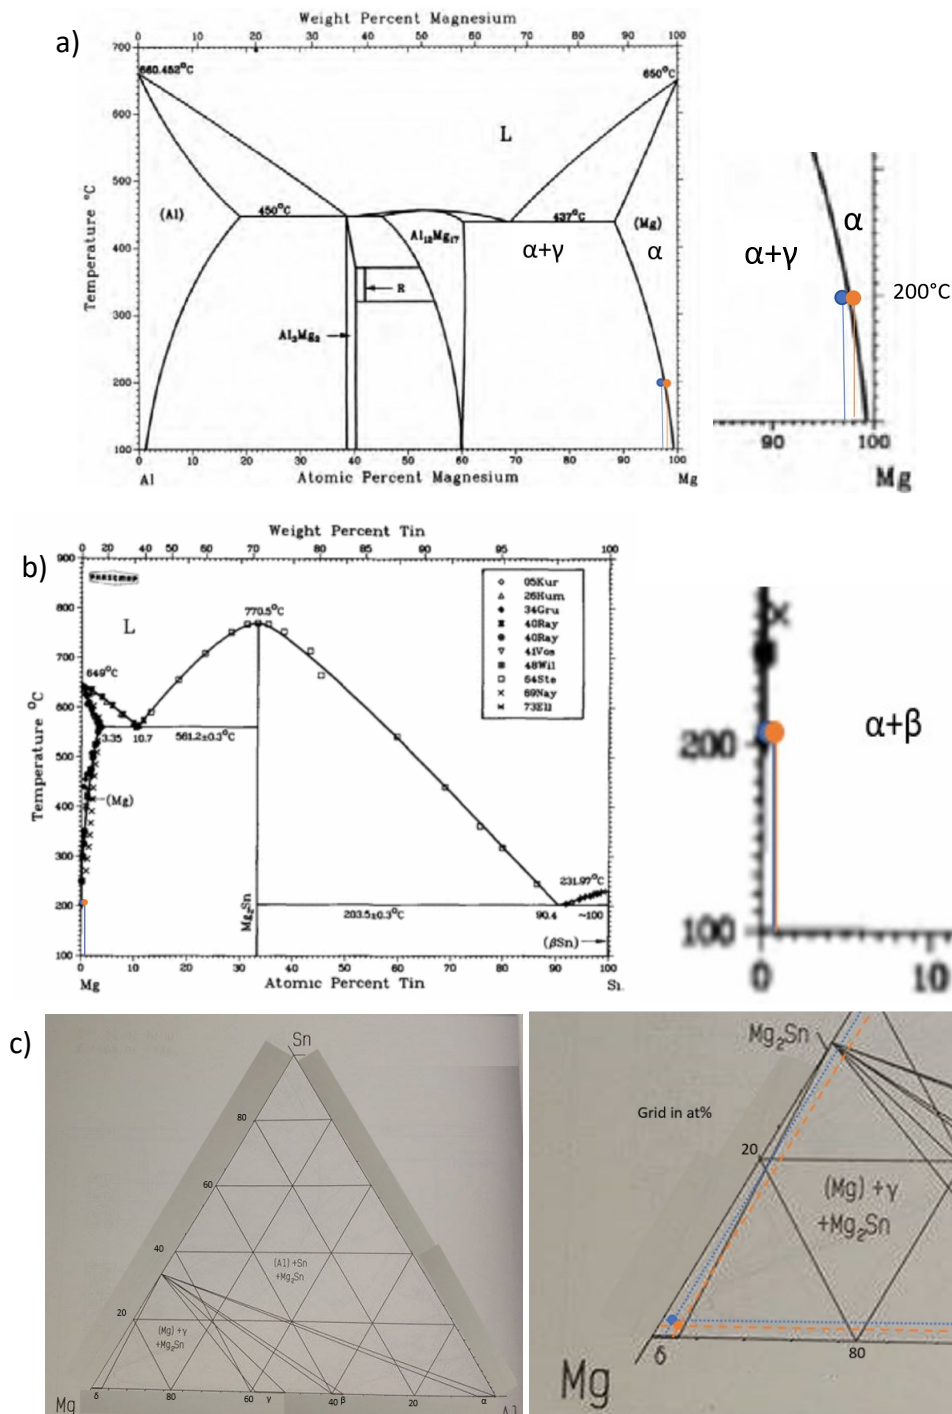 a)
Weight Percent Magnesium
0 10 20 30 40 50 60 70 80 90 100
700
600
500
400
300
200
100
Temperature °C
660.452°C
650°C
L
(Al)
450°C
437°C
(Mg)
Al₁₂Mg₁₇
α+γ
α
R
Al₃Mg₂
0 10 20 30 40 50 60 70 80 90 100
Al
Atomic Percent Magnesium
Mg
α
α+γ
200°C
90 100
Mg
b)
Weight Percent Tin
0 20 30 40 50 60 70 80 90 95 100
900
800
700
600
500
400
300
200
100
Temperature °C
L
770.5°C
649°C
3.35 10.7 561.2±0.3°C
(Mg)
Mg₂Sn
231.97°C
203.5±0.3°C 90.4 ~100
(βSn)
05Kur
26Hum
34Gru
40Ray
40Ray
41Vos
48Wil
64Ste
69Nay
73Ell
0 10 20 30 40 50 60 70 80 90 100
Mg
Atomic Percent Tin
α+β
200
100
0 10
c)
Sn
80
60
40
20
(Al)+Sn
+Mg₂Sn
(Mg)+γ
+Mg₂Sn
Mg δ 80 60 γ 40 β 20 α Al
Mg₂Sn
Grid in at%
20
(Mg)+γ
+Mg₂Sn
δ 80
Mg